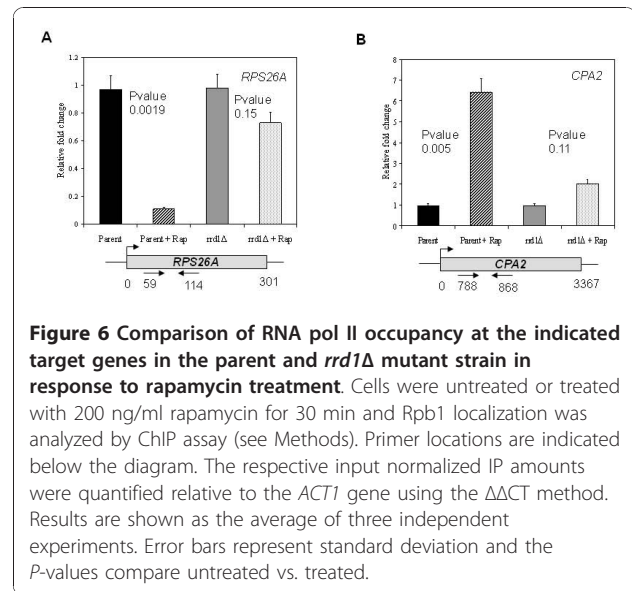 A
B
RPS26A
CPA2
Relative fold change
1.2
1
0.8
0.6
0.4
0.2
0
Pvalue
0.0019
Pvalue
0.15
Parent
Parent + Rap
rrd1Δ
rrd1Δ + Rap
RPS26A
0
59
114
301
Relative fold change
8
7
6
5
4
3
2
1
0
Pvalue
0.005
Pvalue
0.11
Parent
Parent + Rap
rrd1Δ
rrd1Δ + Rap
CPA2
0
788
868
3367
Figure 6 Comparison of RNA pol II occupancy at the indicated
target genes in the parent and rrd1Δ mutant strain in
response to rapamycin treatment. Cells were untreated or treated
with 200 ng/ml rapamycin for 30 min and Rpb1 localization was
analyzed by ChIP assay (see Methods). Primer locations are indicated
below the diagram. The respective input normalized IP amounts
were quantified relative to the ACT1 gene using the ΔΔCT method.
Results are shown as the average of three independent
experiments. Error bars represent standard deviation and the
P-values compare untreated vs. treated.